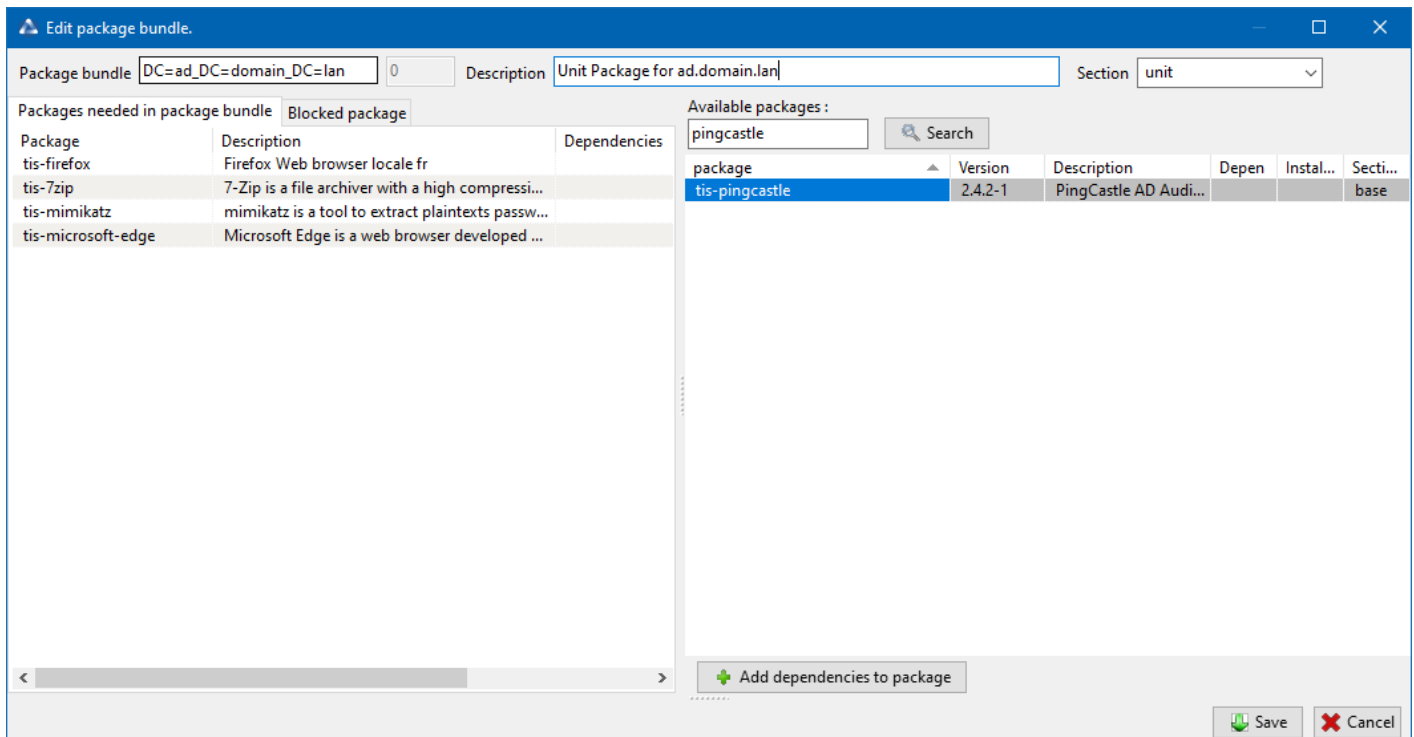 Edit package bundle.
Package bundle DC=ad_DC=domain_DC=lan 0 Description Unit Package for ad.domain.lan Section unit
Packages needed in package bundle Blocked package
Package Description Dependencies
tis-firefox Firefox Web browser locale fr
tis-7zip 7-Zip is a file archiver with a high compressi...
tis-mimikatz mimikatz is a tool to extract plaintexts passw...
tis-microsoft-edge Microsoft Edge is a web browser developed ...
Available packages :
pingcastle Search
package Version Description Depen Instal... Secti...
tis-pingcastle 2.4.2-1 PingCastle AD Audi... base
Add dependencies to package
Save Cancel